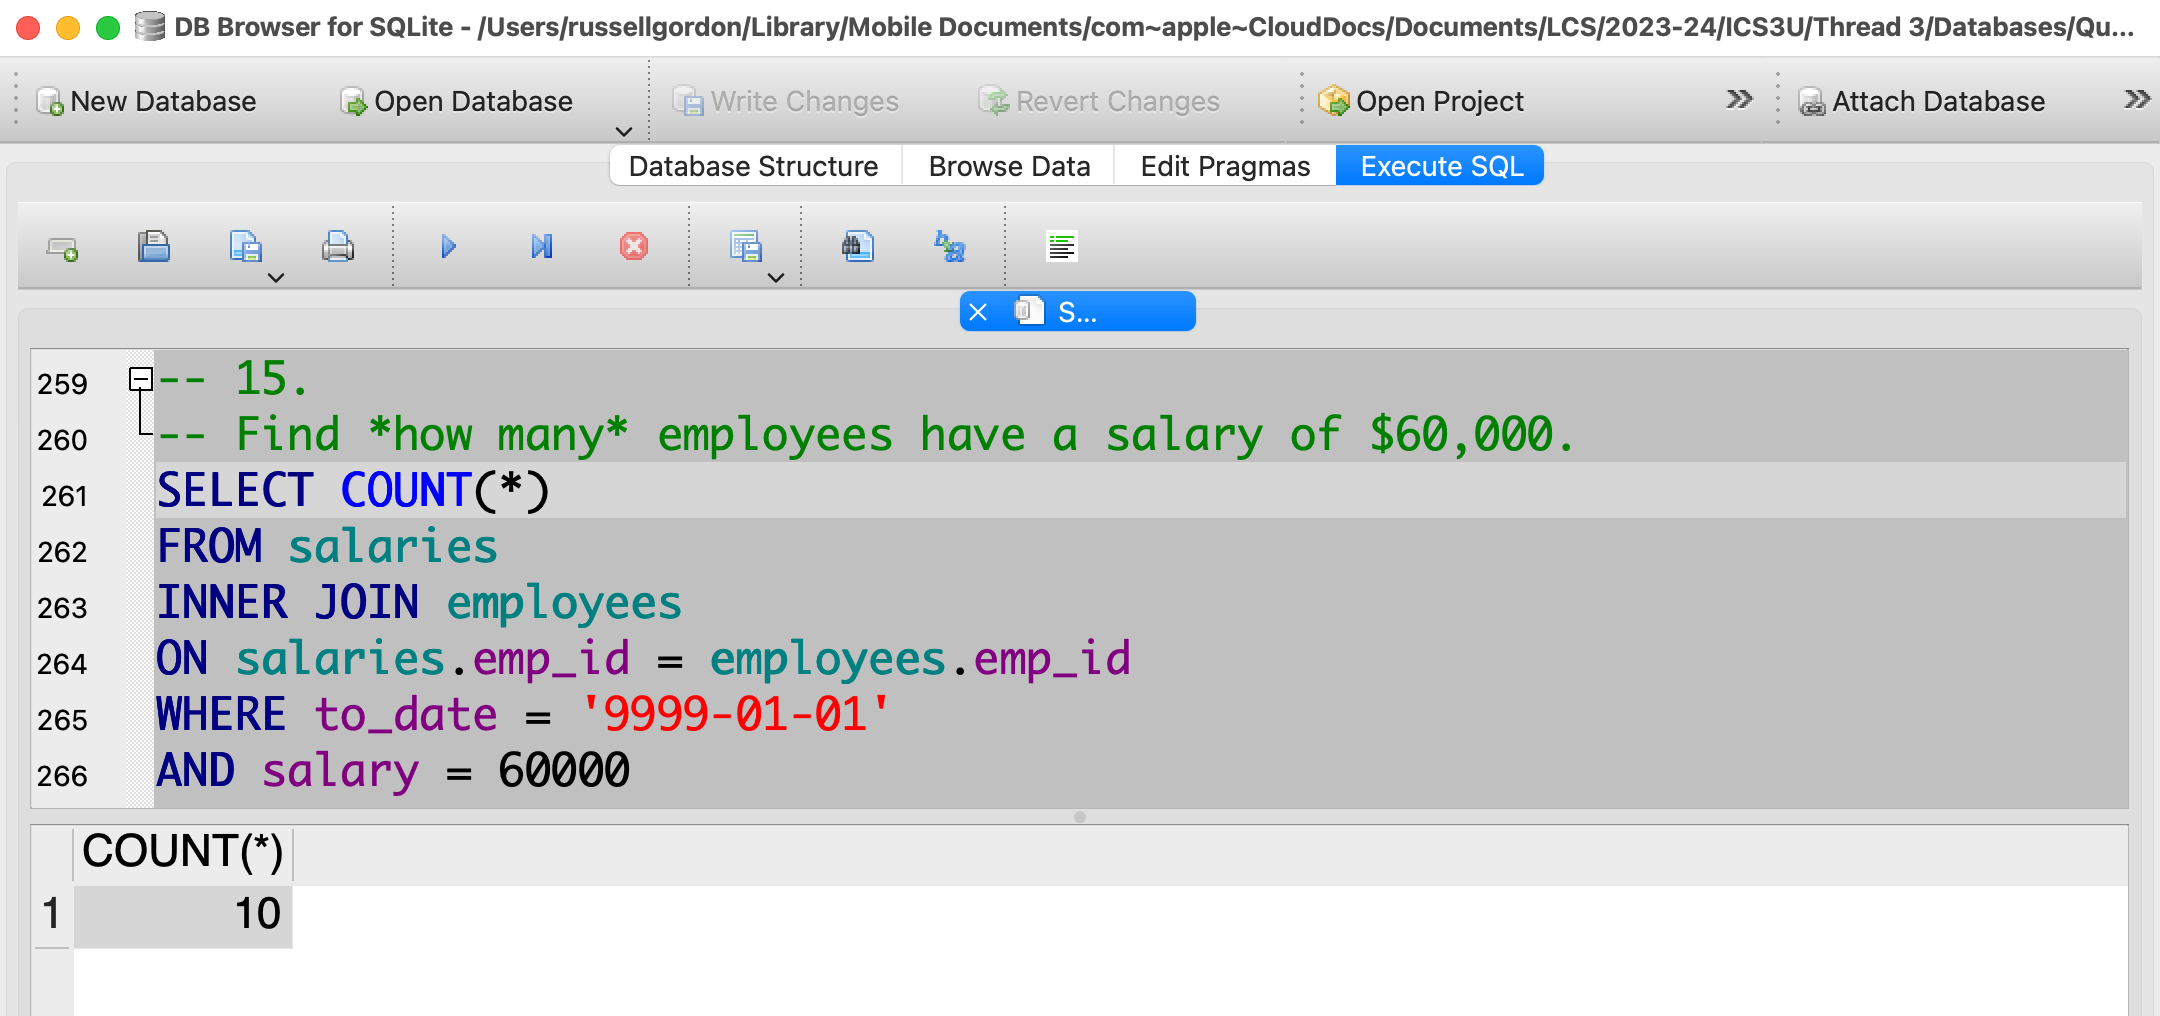 DB Browser for SQLite - /Users/russellgordon/Library/Mobile Documents/com~apple~CloudDocs/Documents/LCS/2023-24/ICS3U/Thread 3/Databases/Qu...
New Database Open Database Write Changes Revert Changes Open Project Attach Database
Database Structure Browse Data Edit Pragmas Execute SQL
S...
259 -- 15.
260 -- Find *how many* employees have a salary of $60,000.
261 SELECT COUNT(*)
262 FROM salaries
263 INNER JOIN employees
264 ON salaries.emp_id = employees.emp_id
265 WHERE to_date = '9999-01-01'
266 AND salary = 60000
COUNT(*)
1 10